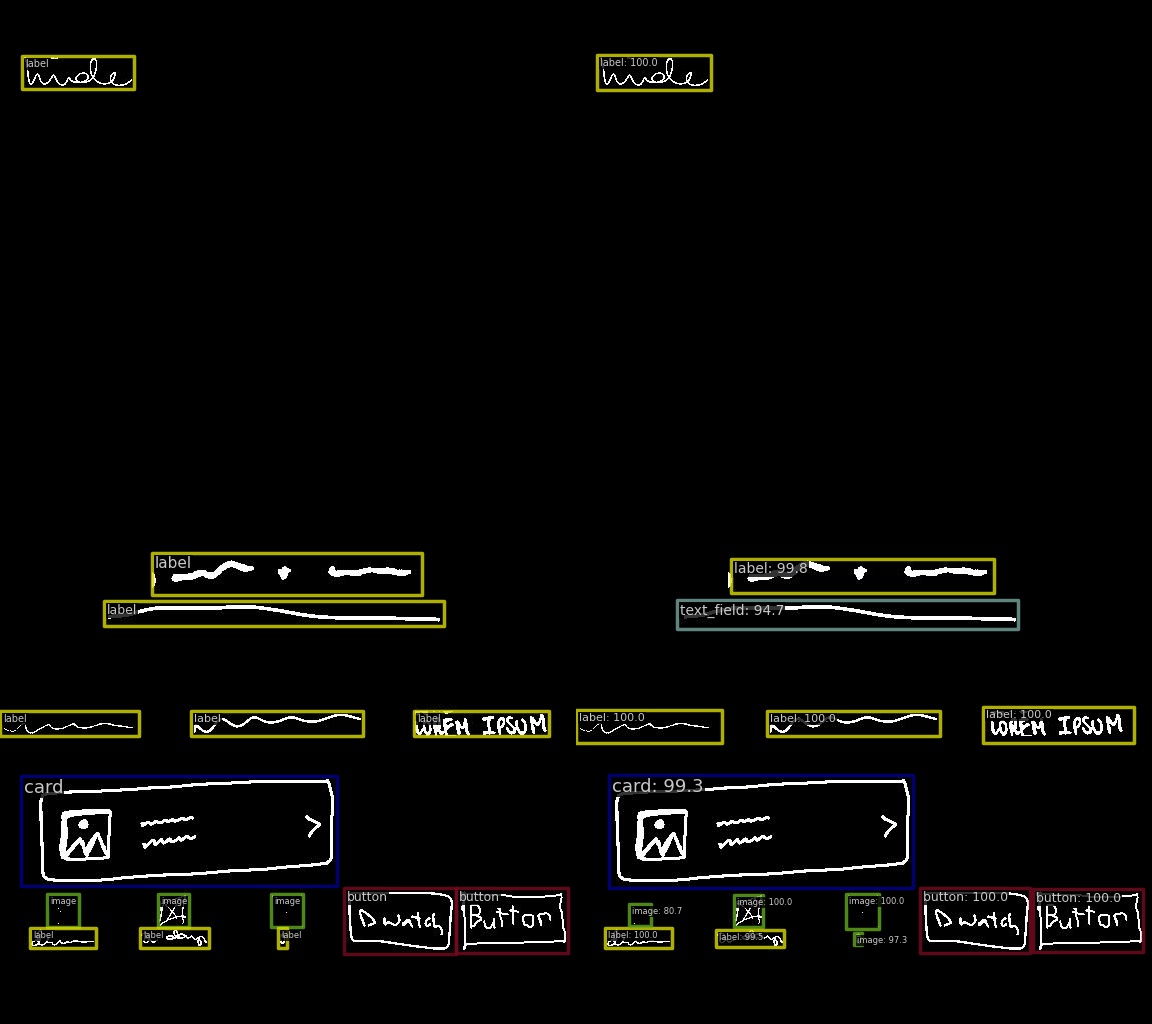 label label: 100.0
label label: 99.8
label text_field: 94.7
label label label label: 100.0 label: 100.0 label: 100.0
LOREM IPSUM LOREM IPSUM
card card: 99.3
image image image button button image: 80.7 image: 100.0 image: 100.0 button: 100.0 button: 100.0
D watch Button D watch Button
label label label label: 100.0 label: 99.5 image: 97.3